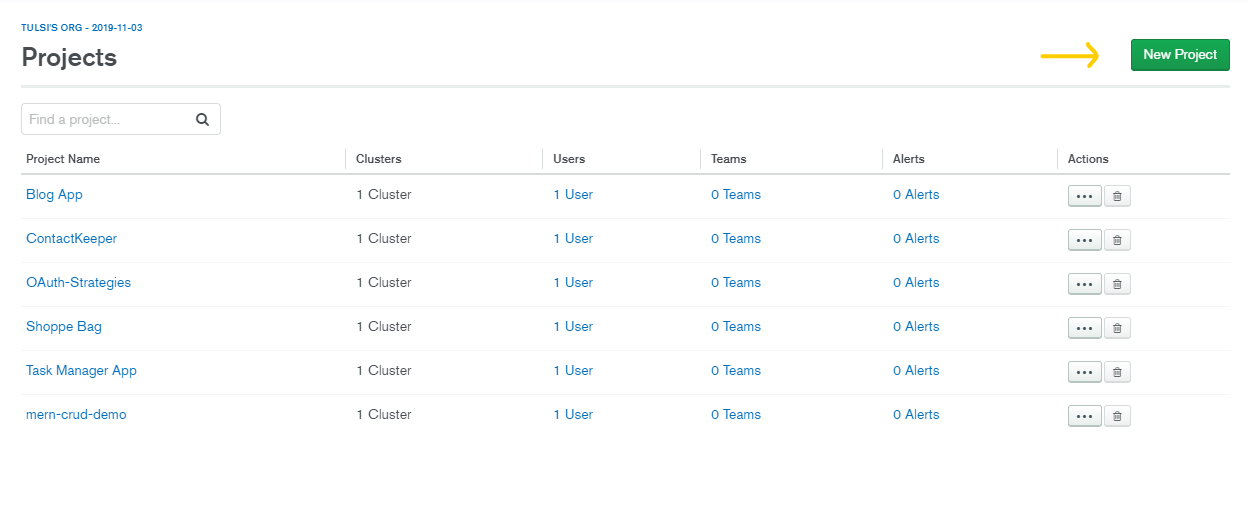 TULSI'S ORG - 2019-11-03
Projects
New Project
Find a project...
Project Name Clusters Users Teams Alerts Actions
Blog App 1 Cluster 1 User 0 Teams 0 Alerts
ContactKeeper 1 Cluster 1 User 0 Teams 0 Alerts
OAuth-Strategies 1 Cluster 1 User 0 Teams 0 Alerts
Shoppe Bag 1 Cluster 1 User 0 Teams 0 Alerts
Task Manager App 1 Cluster 1 User 0 Teams 0 Alerts
mern-crud-demo 1 Cluster 1 User 0 Teams 0 Alerts